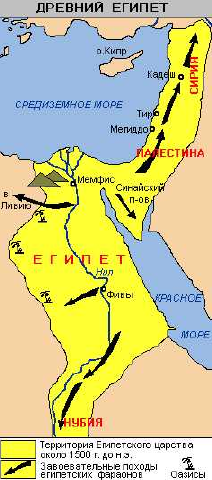 ДРЕВНИЙ ЕГИПЕТ
о.Кипр
СИРИЯ
Кадеш
СРЕДИЗЕМНОЕ МОРЕ
Тир
Мегиддо
ПАЛЕСТИНА
Мемфис
Синайский
п-ов
в
Ливию
ЕГИПЕТ
Нил
Фивы
КРАСНОЕ
МОРЕ
НУБИЯ
Территория Египетского царства
около 1500 г. до н.э.
Завоевательные походы
египетских фараонов
Оазисы